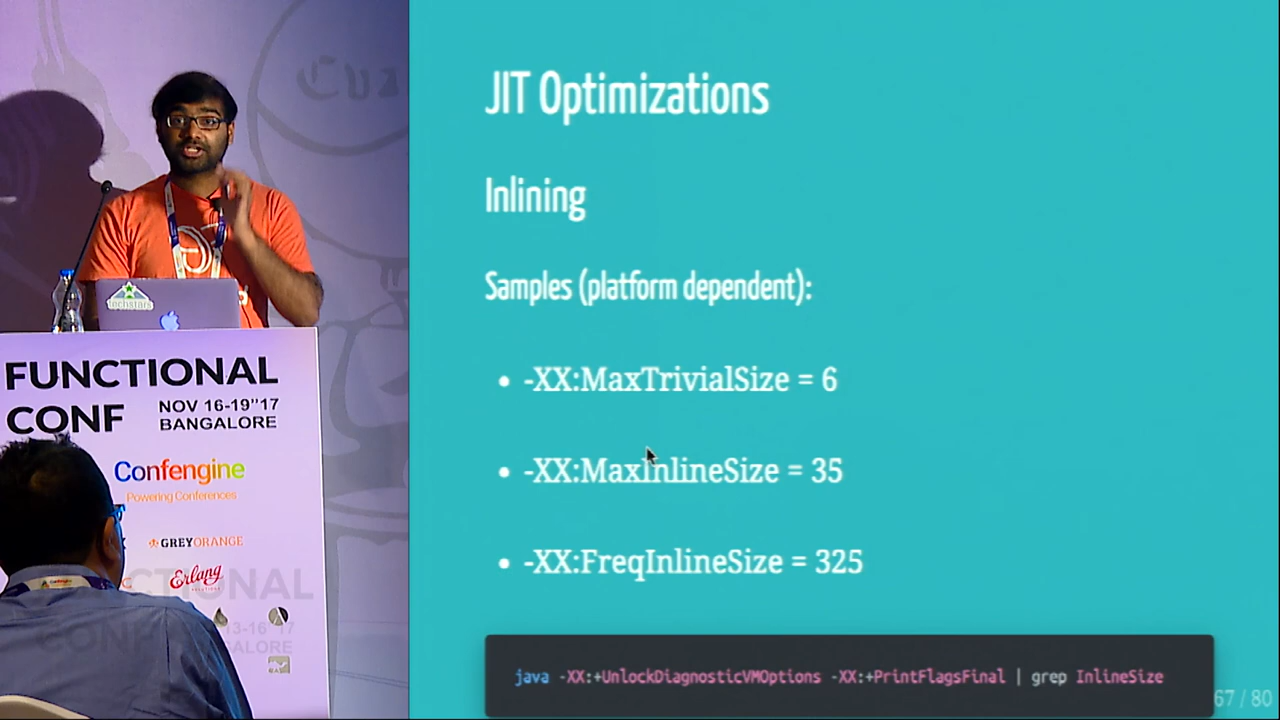 JIT Optimizations
Inlining
Samples (platform dependent):
-XX:MaxTrivialSize = 6
-XX:MaxInlineSize = 35
-XX:FreqInlineSize = 325
java -XX:+UnlockDiagnosticVMOptions -XX:+PrintFlagsFinal | grep InlineSize
67 / 80
techstars
FUNCTIONAL
CONF
NOV 16-19"17
BANGALORE
Confengine
Powering Conferences
GREYORANGE
Erlang
SOLUTIONS